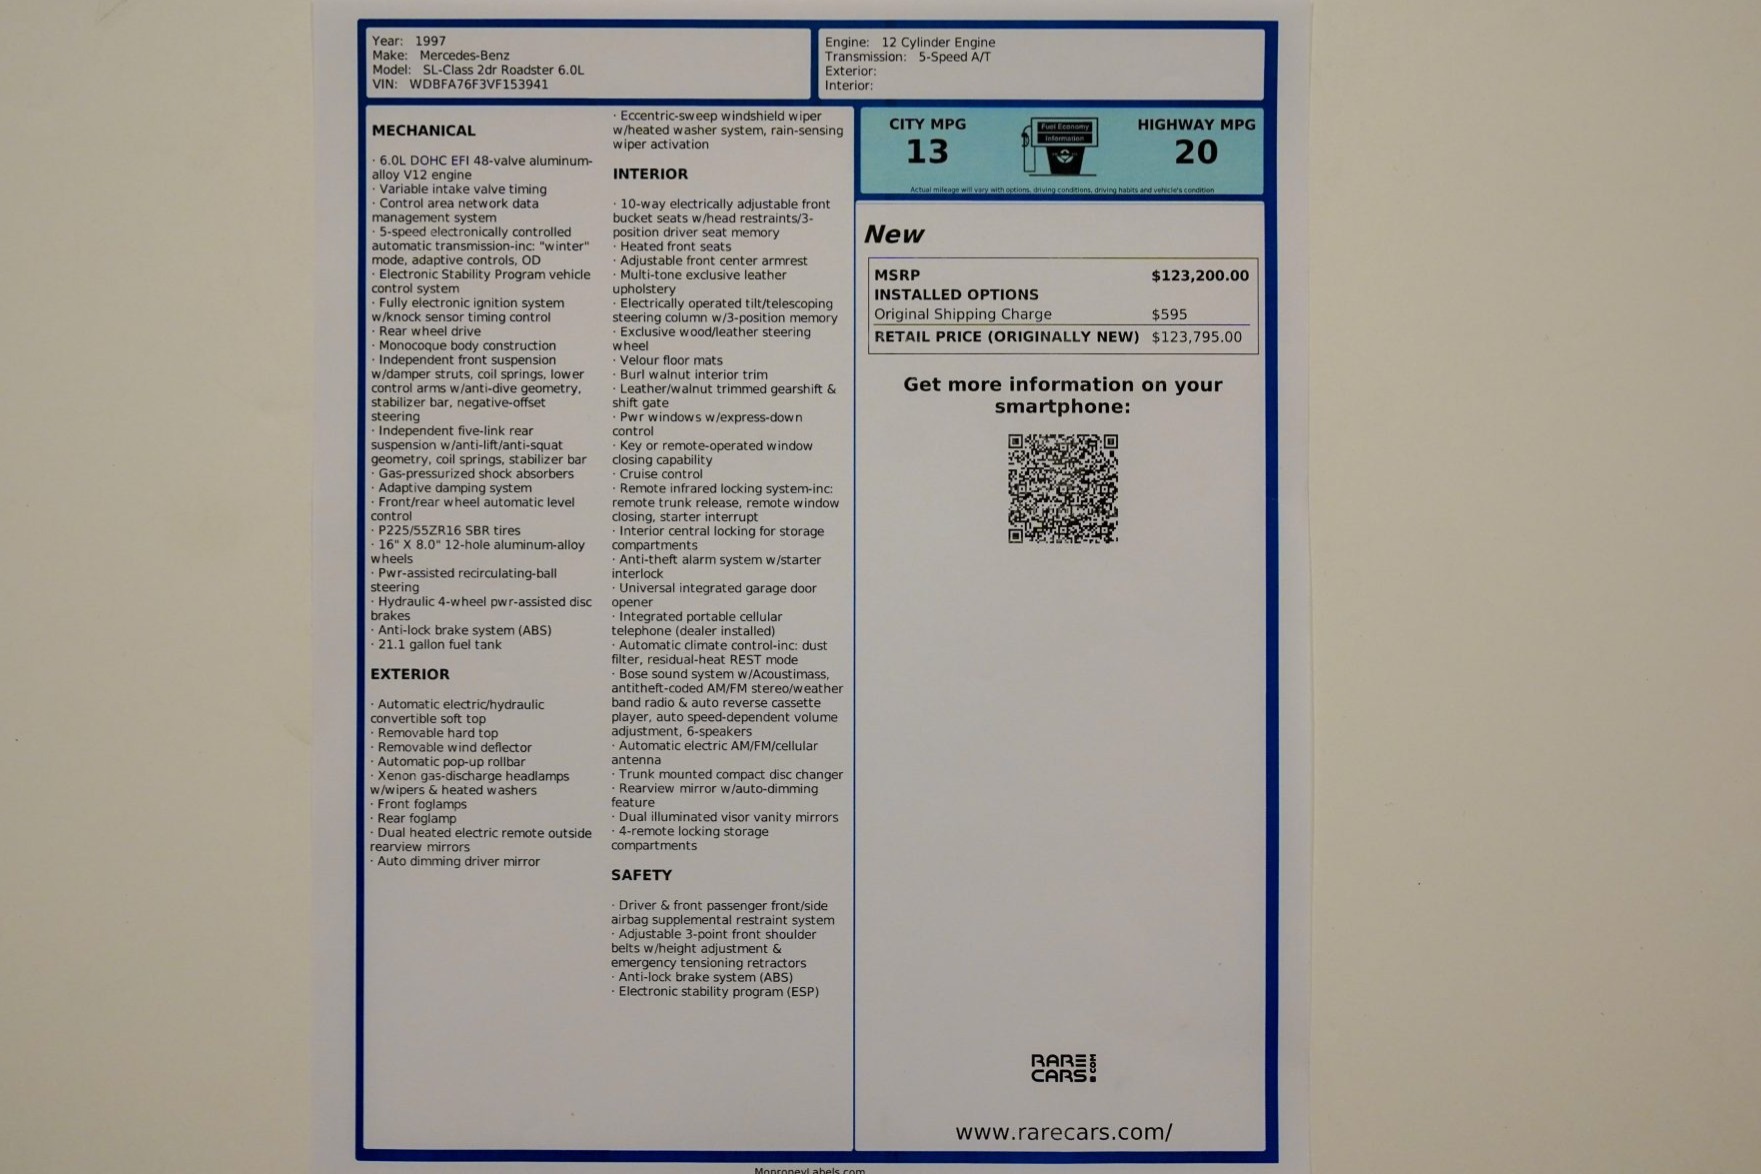 Year: 1997
Make: Mercedes-Benz
Model: SL-Class 2dr Roadster 6.0L
VIN: WDBFA76F3VF153941
Engine: 12 Cylinder Engine
Transmission: 5-Speed A/T
Exterior:
Interior:
MECHANICAL
· 6.0L DOHC EFI 48-valve aluminum-
alloy V12 engine
· Variable intake valve timing
· Control area network data
management system
· 5-speed electronically controlled
automatic transmission-inc: "winter"
mode, adaptive controls, OD
· Electronic Stability Program vehicle
control system
· Fully electronic ignition system
w/knock sensor timing control
· Rear wheel drive
· Monocoque body construction
· Independent front suspension
w/damper struts, coil springs, lower
control arms w/anti-dive geometry,
stabilizer bar, negative-offset
steering
· Independent five-link rear
suspension w/anti-lift/anti-squat
geometry, coil springs, stabilizer bar
· Gas-pressurized shock absorbers
· Adaptive damping system
· Front/rear wheel automatic level
control
· P225/55ZR16 SBR tires
· 16" X 8.0" 12-hole aluminum-alloy
wheels
· Pwr-assisted recirculating-ball
steering
· Hydraulic 4-wheel pwr-assisted disc
brakes
· Anti-lock brake system (ABS)
· 21.1 gallon fuel tank
EXTERIOR
· Automatic electric/hydraulic
convertible soft top
· Removable hard top
· Removable wind deflector
· Automatic pop-up rollbar
· Xenon gas-discharge headlamps
w/wipers & heated washers
· Front foglamps
· Rear foglamp
· Dual heated electric remote outside
rearview mirrors
· Auto dimming driver mirror
· Eccentric-sweep windshield wiper
w/heated washer system, rain-sensing
wiper activation
INTERIOR
· 10-way electrically adjustable front
bucket seats w/head restraints/3-
position driver seat memory
· Heated front seats
· Adjustable front center armrest
· Multi-tone exclusive leather
upholstery
· Electrically operated tilt/telescoping
steering column w/3-position memory
· Exclusive wood/leather steering
wheel
· Velour floor mats
· Burl walnut interior trim
· Leather/walnut trimmed gearshift &
shift gate
· Pwr windows w/express-down
control
· Key or remote-operated window
closing capability
· Cruise control
· Remote infrared locking system-inc:
remote trunk release, remote window
closing, starter interrupt
· Interior central locking for storage
compartments
· Anti-theft alarm system w/starter
interlock
· Universal integrated garage door
opener
· Integrated portable cellular
telephone (dealer installed)
· Automatic climate control-inc: dust
filter, residual-heat REST mode
· Bose sound system w/Acoustimass,
antitheft-coded AM/FM stereo/weather
band radio & auto reverse cassette
player, auto speed-dependent volume
adjustment, 6-speakers
· Automatic electric AM/FM/cellular
antenna
· Trunk mounted compact disc changer
· Rearview mirror w/auto-dimming
feature
· Dual illuminated visor vanity mirrors
· 4-remote locking storage
compartments
SAFETY
· Driver & front passenger front/side
airbag supplemental restraint system
· Adjustable 3-point front shoulder
belts w/height adjustment &
emergency tensioning retractors
· Anti-lock brake system (ABS)
· Electronic stability program (ESP)
CITY MPG
13
Fuel Economy
Information
HIGHWAY MPG
20
Actual mileage will vary with options, driving conditions, driving habits and vehicle's condition
New
MSRP $123,200.00
INSTALLED OPTIONS
Original Shipping Charge $595
RETAIL PRICE (ORIGINALLY NEW) $123,795.00
Get more information on your
smartphone:
RARE
CARS.COM
www.rarecars.com/
MonroneyLabels.com